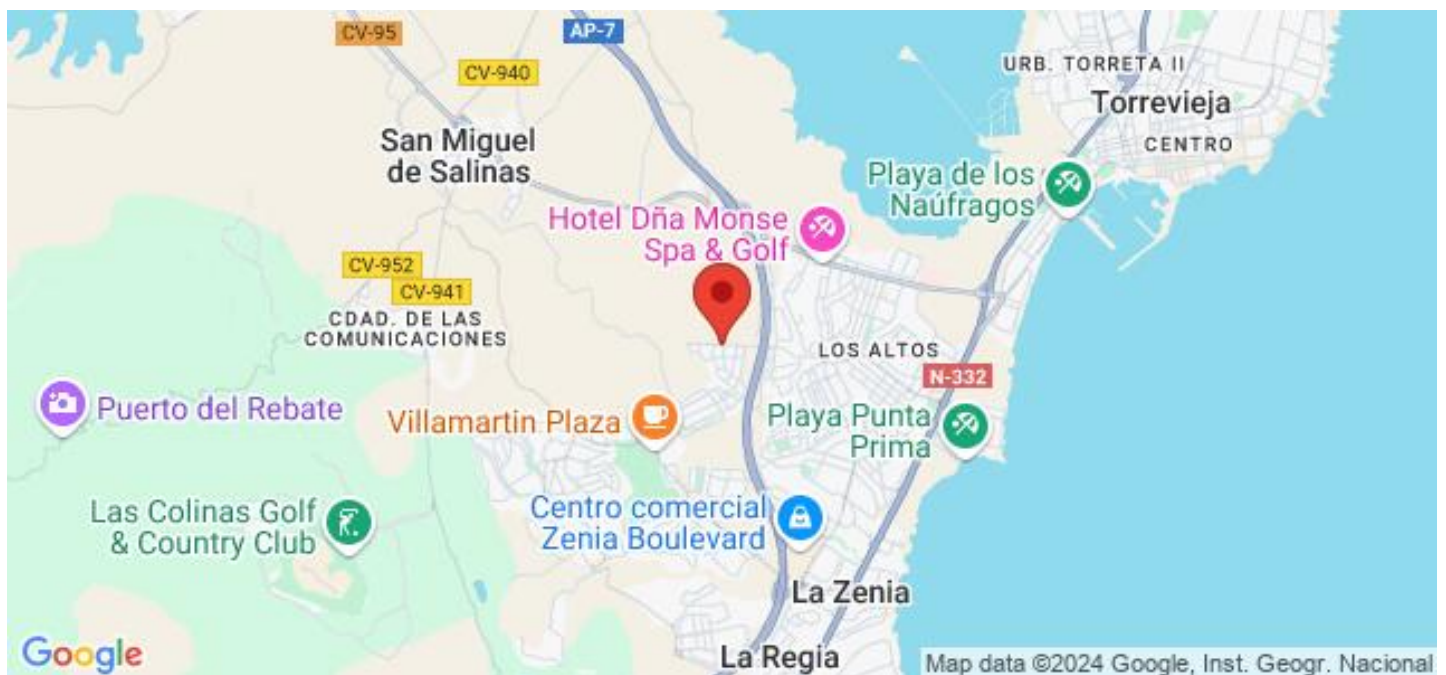 CV-95
AP-7
CV-940
URB. TORRETA II
Torrevieja
CENTRO
San Miguel
de Salinas
Playa de los
Naúfragos
Hotel Dña Monse
Spa & Golf
CV-952
CV-941
CDAD. DE LAS
COMUNICACIONES
LOS ALTOS
N-332
Puerto del Rebate
Villamartin Plaza
Playa Punta
Prima
Las Colinas Golf
& Country Club
Centro comercial
Zenia Boulevard
La Zenia
La Regia
Google
Map data ©2024 Google, Inst. Geogr. Nacional